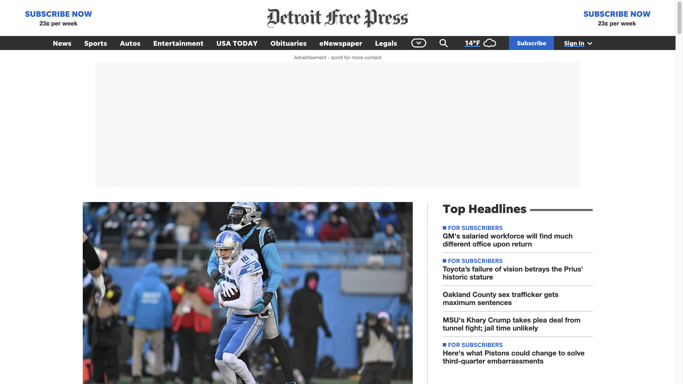 SUBSCRIBE NOW
23¢ per week
Detroit Free Press
SUBSCRIBE NOW
23¢ per week
News Sports Autos Entertainment USA TODAY Obituaries eNewspaper Legals 14°F Subscribe Sign In
Advertisement - scroll for more content
Top Headlines
FOR SUBSCRIBERS
GM's salaried workforce will find much
different office upon return
FOR SUBSCRIBERS
Toyota's failure of vision betrays the Prius'
historic stature
Oakland County sex trafficker gets
maximum sentences
MSU's Khary Crump takes plea deal from
tunnel fight; jail time unlikely
FOR SUBSCRIBERS
Here's what Pistons could change to solve
third-quarter embarrassments